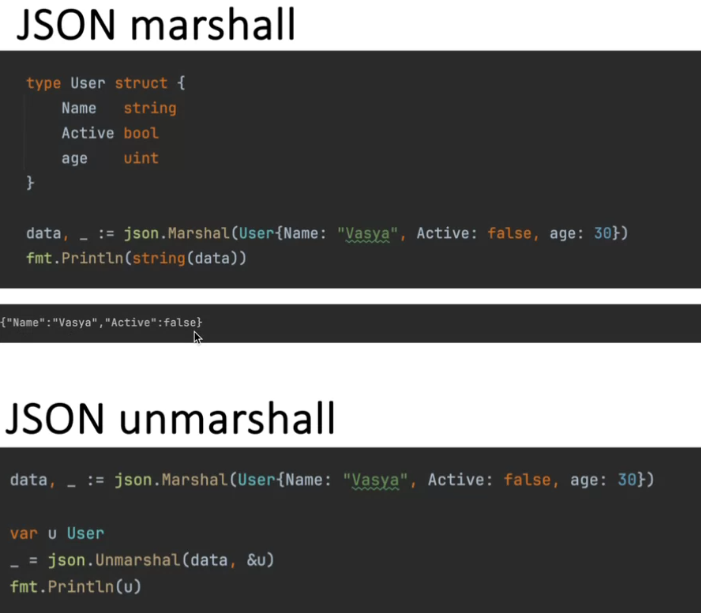 JSON marshall
type User struct {
    Name   string
    Active bool
    age    uint
}
data, _ := json.Marshal(User{Name: "Vasya", Active: false, age: 30})
fmt.Println(string(data))
{"Name":"Vasya","Active":false}
JSON unmarshall
data, _ := json.Marshal(User{Name: "Vasya", Active: false, age: 30})
var u User
_ = json.Unmarshal(data, &u)
fmt.Println(u)